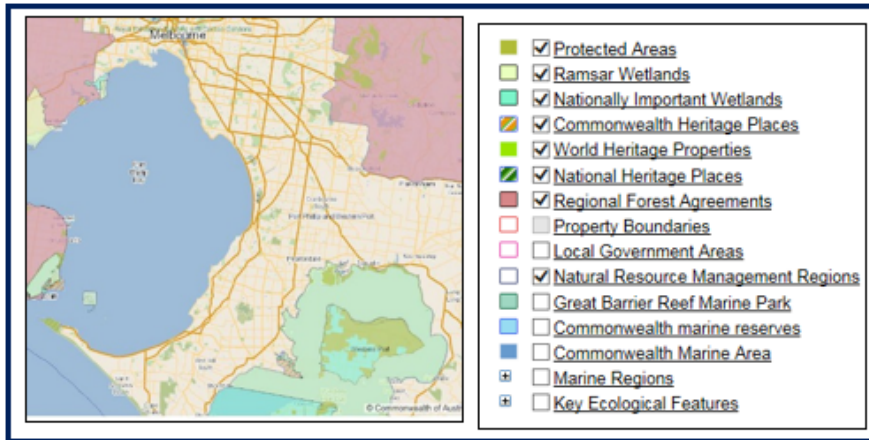 Melbourne
© Commonwealth of Austr
Protected Areas
Ramsar Wetlands
Nationally Important Wetlands
Commonwealth Heritage Places
World Heritage Properties
National Heritage Places
Regional Forest Agreements
Property Boundaries
Local Government Areas
Natural Resource Management Regions
Great Barrier Reef Marine Park
Commonwealth marine reserves
Commonwealth Marine Area
Marine Regions
Key Ecological Features